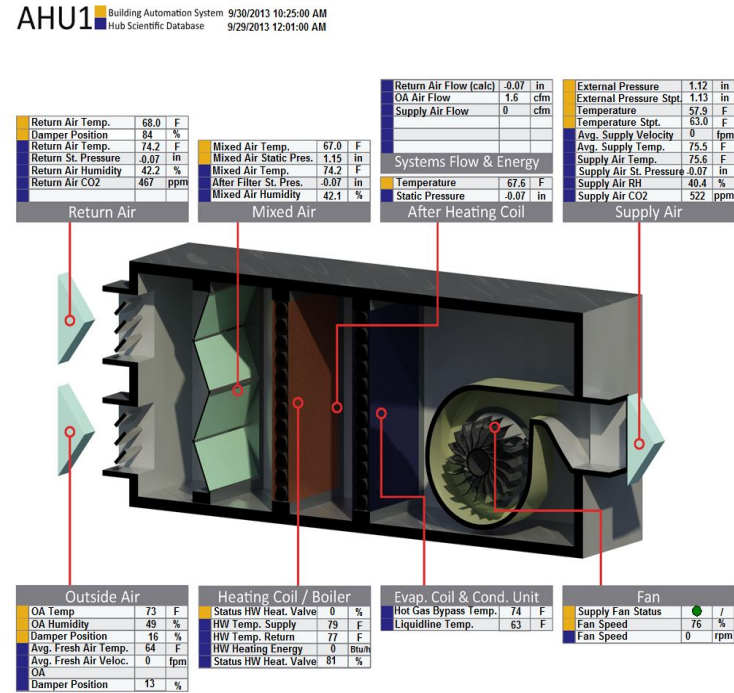 AHU1
Building Automation System 9/30/2013 10:25:00 AM
Hub Scientific Database 9/29/2013 12:01:00 AM
Return Air Temp. 68.0 F
Damper Position 84 %
Return Air Temp. 74.2 F
Return St. Pressure -0.07 in
Return Air Humidity 42.2 %
Return Air CO2 467 ppm
Return Air
Mixed Air Temp. 67.0 F
Mixed Air Static Pres. 1.15 in
Mixed Air Temp. 74.2 F
After Filter St. Pres. -0.07 in
Mixed Air Humidity 42.1 %
Mixed Air
Return Air Flow (calc) -0.07 in
OA Air Flow 1.6 cfm
Supply Air Flow 0 cfm
Systems Flow & Energy
Temperature 67.6 F
Static Pressure -0.07 in
After Heating Coil
External Pressure 1.12 in
External Pressure Stpt. 1.13 in
Temperature 57.9 F
Temperature Stpt. 63.0 F
Avg. Supply Velocity 0 fpm
Avg. Supply Temp. 75.5 F
Supply Air Temp. 75.6 F
Supply Air St. Pressure -0.07 in
Supply Air RH 40.4 %
Supply Air CO2 522 ppm
Supply Air
Outside Air
OA Temp 73 F
OA Humidity 49 %
Damper Position 16 %
Avg. Fresh Air Temp. 64 F
Avg. Fresh Air Veloc. 0 fpm
OA
Damper Position 13 %
Heating Coil / Boiler
Status HW Heat. Valve 0 %
HW Temp. Supply 79 F
HW Temp. Return 77 F
HW Heating Energy 0 Btu/h
Status HW Heat. Valve 81 %
Evap. Coil & Cond. Unit
Hot Gas Bypass Temp. 74 F
Liquidline Temp. 63 F
Fan
Supply Fan Status /
Fan Speed 76 %
Fan Speed 0 rpm